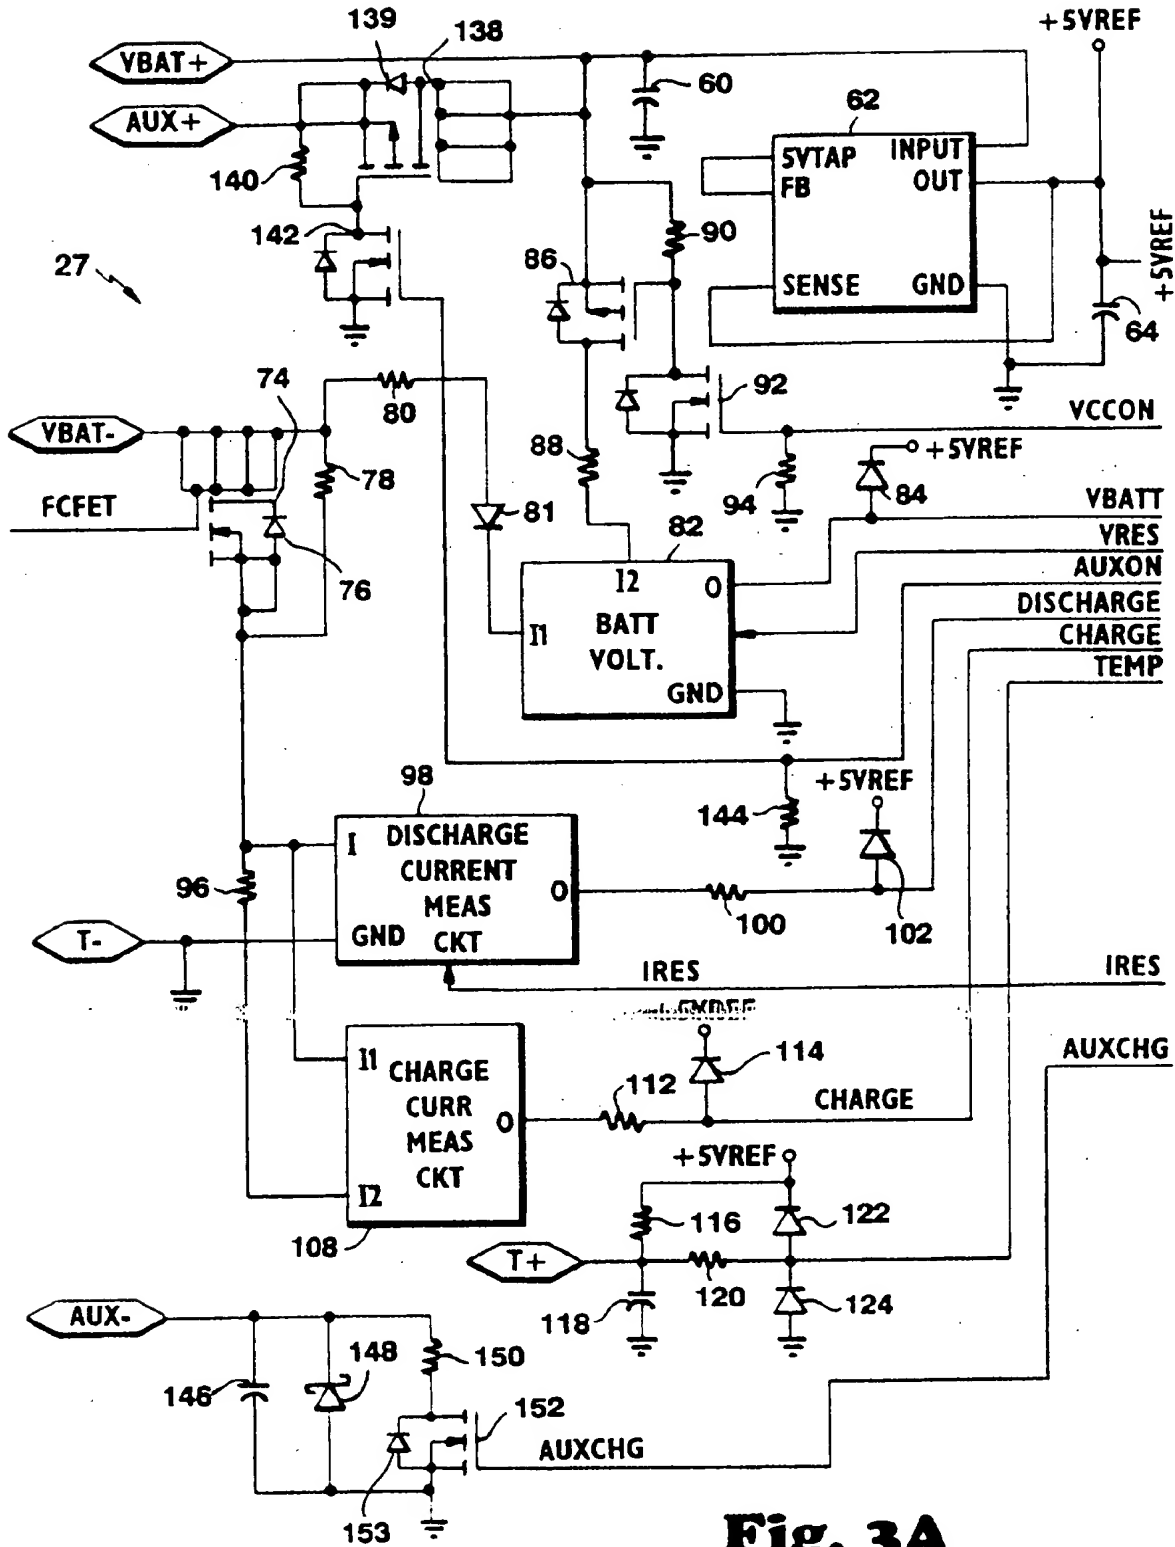 139
138
+5VREF
VBAT+
60
62
AUX+
5VTAP
INPUT
FB
OUT
140
142
90
86
+5VREF
27
SENSE
GND
64
74
80
92
VBAT-
VCCON
88
+5VREF
78
84
FCFET
94
VBATT
81
82
VRES
76
I2
O
AUXON
BATT
DISCHARGE
I1
VOLT.
CHARGE
TEMP
GND
98
+5VREF
144
I
DISCHARGE
CURRENT
MEAS
CKT
O
96
100
102
T-
GND
IRES
IRES
AUXCHG
I1
114
CHARGE
CURR
MEAS
CKT
112
CHARGE
O
+5VREF
I2
116
122
108
T+
120
124
118
AUX-
148
150
146
152
AUXCHG
153
Fig. 3A